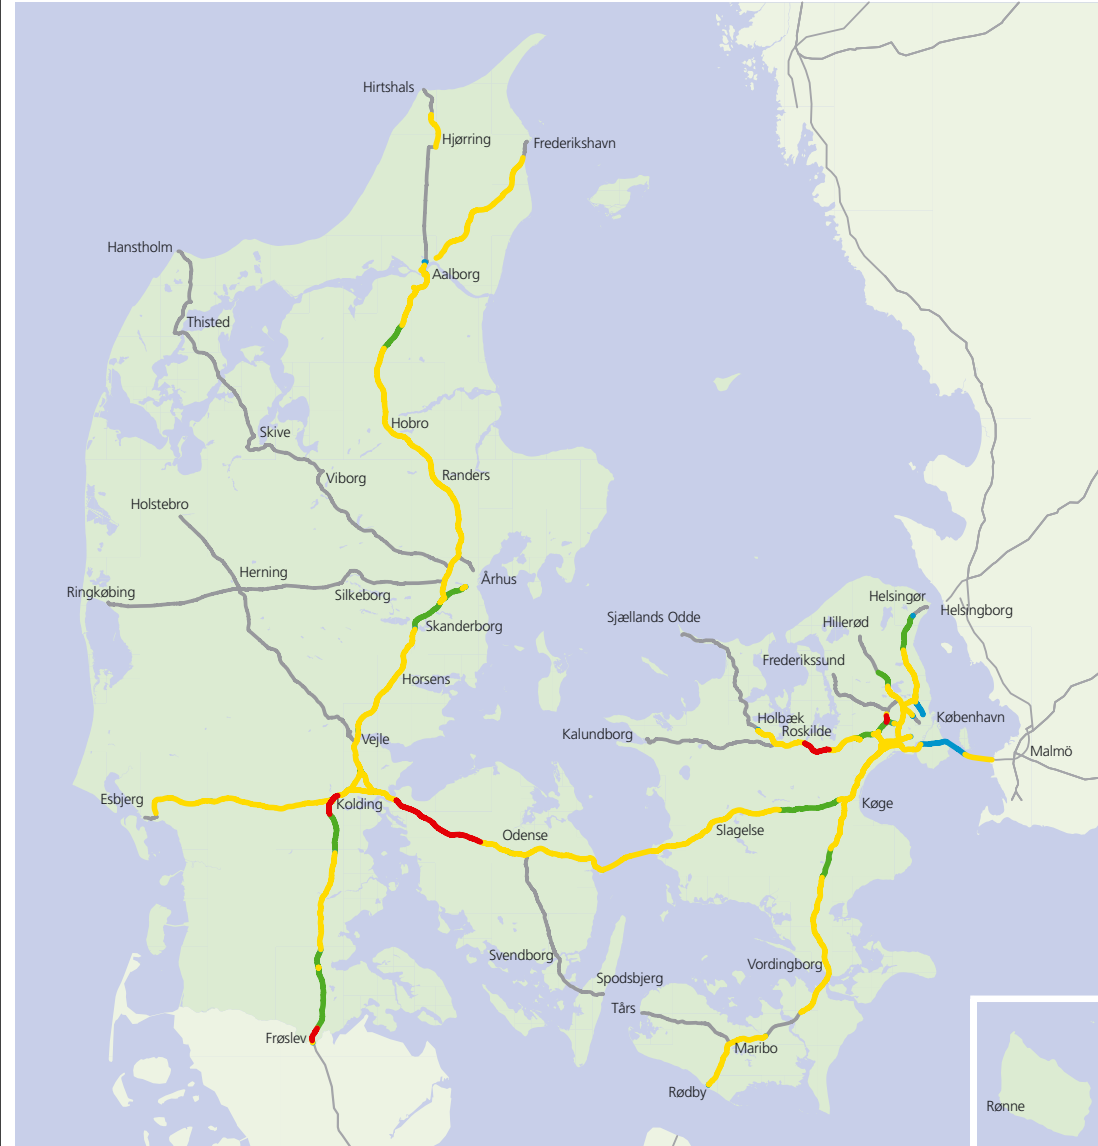 Hirtshals
Hjørring
Frederikshavn
Hanstholm
Aalborg
Thisted
Hobro
Skive
Randers
Viborg
Holstebro
Herning
Århus
Ringkøbing
Silkeborg
Helsingør
Helsingborg
Sjællands Odde
Hillerød
Skanderborg
Frederikssund
Horsens
Holbæk
København
Roskilde
Kalundborg
Vejle
Malmö
Esbjerg
Kolding
Køge
Slagelse
Odense
Svendborg
Vordingborg
Spodsbjerg
Tårs
Frøslev
Maribo
Rødby
Rønne